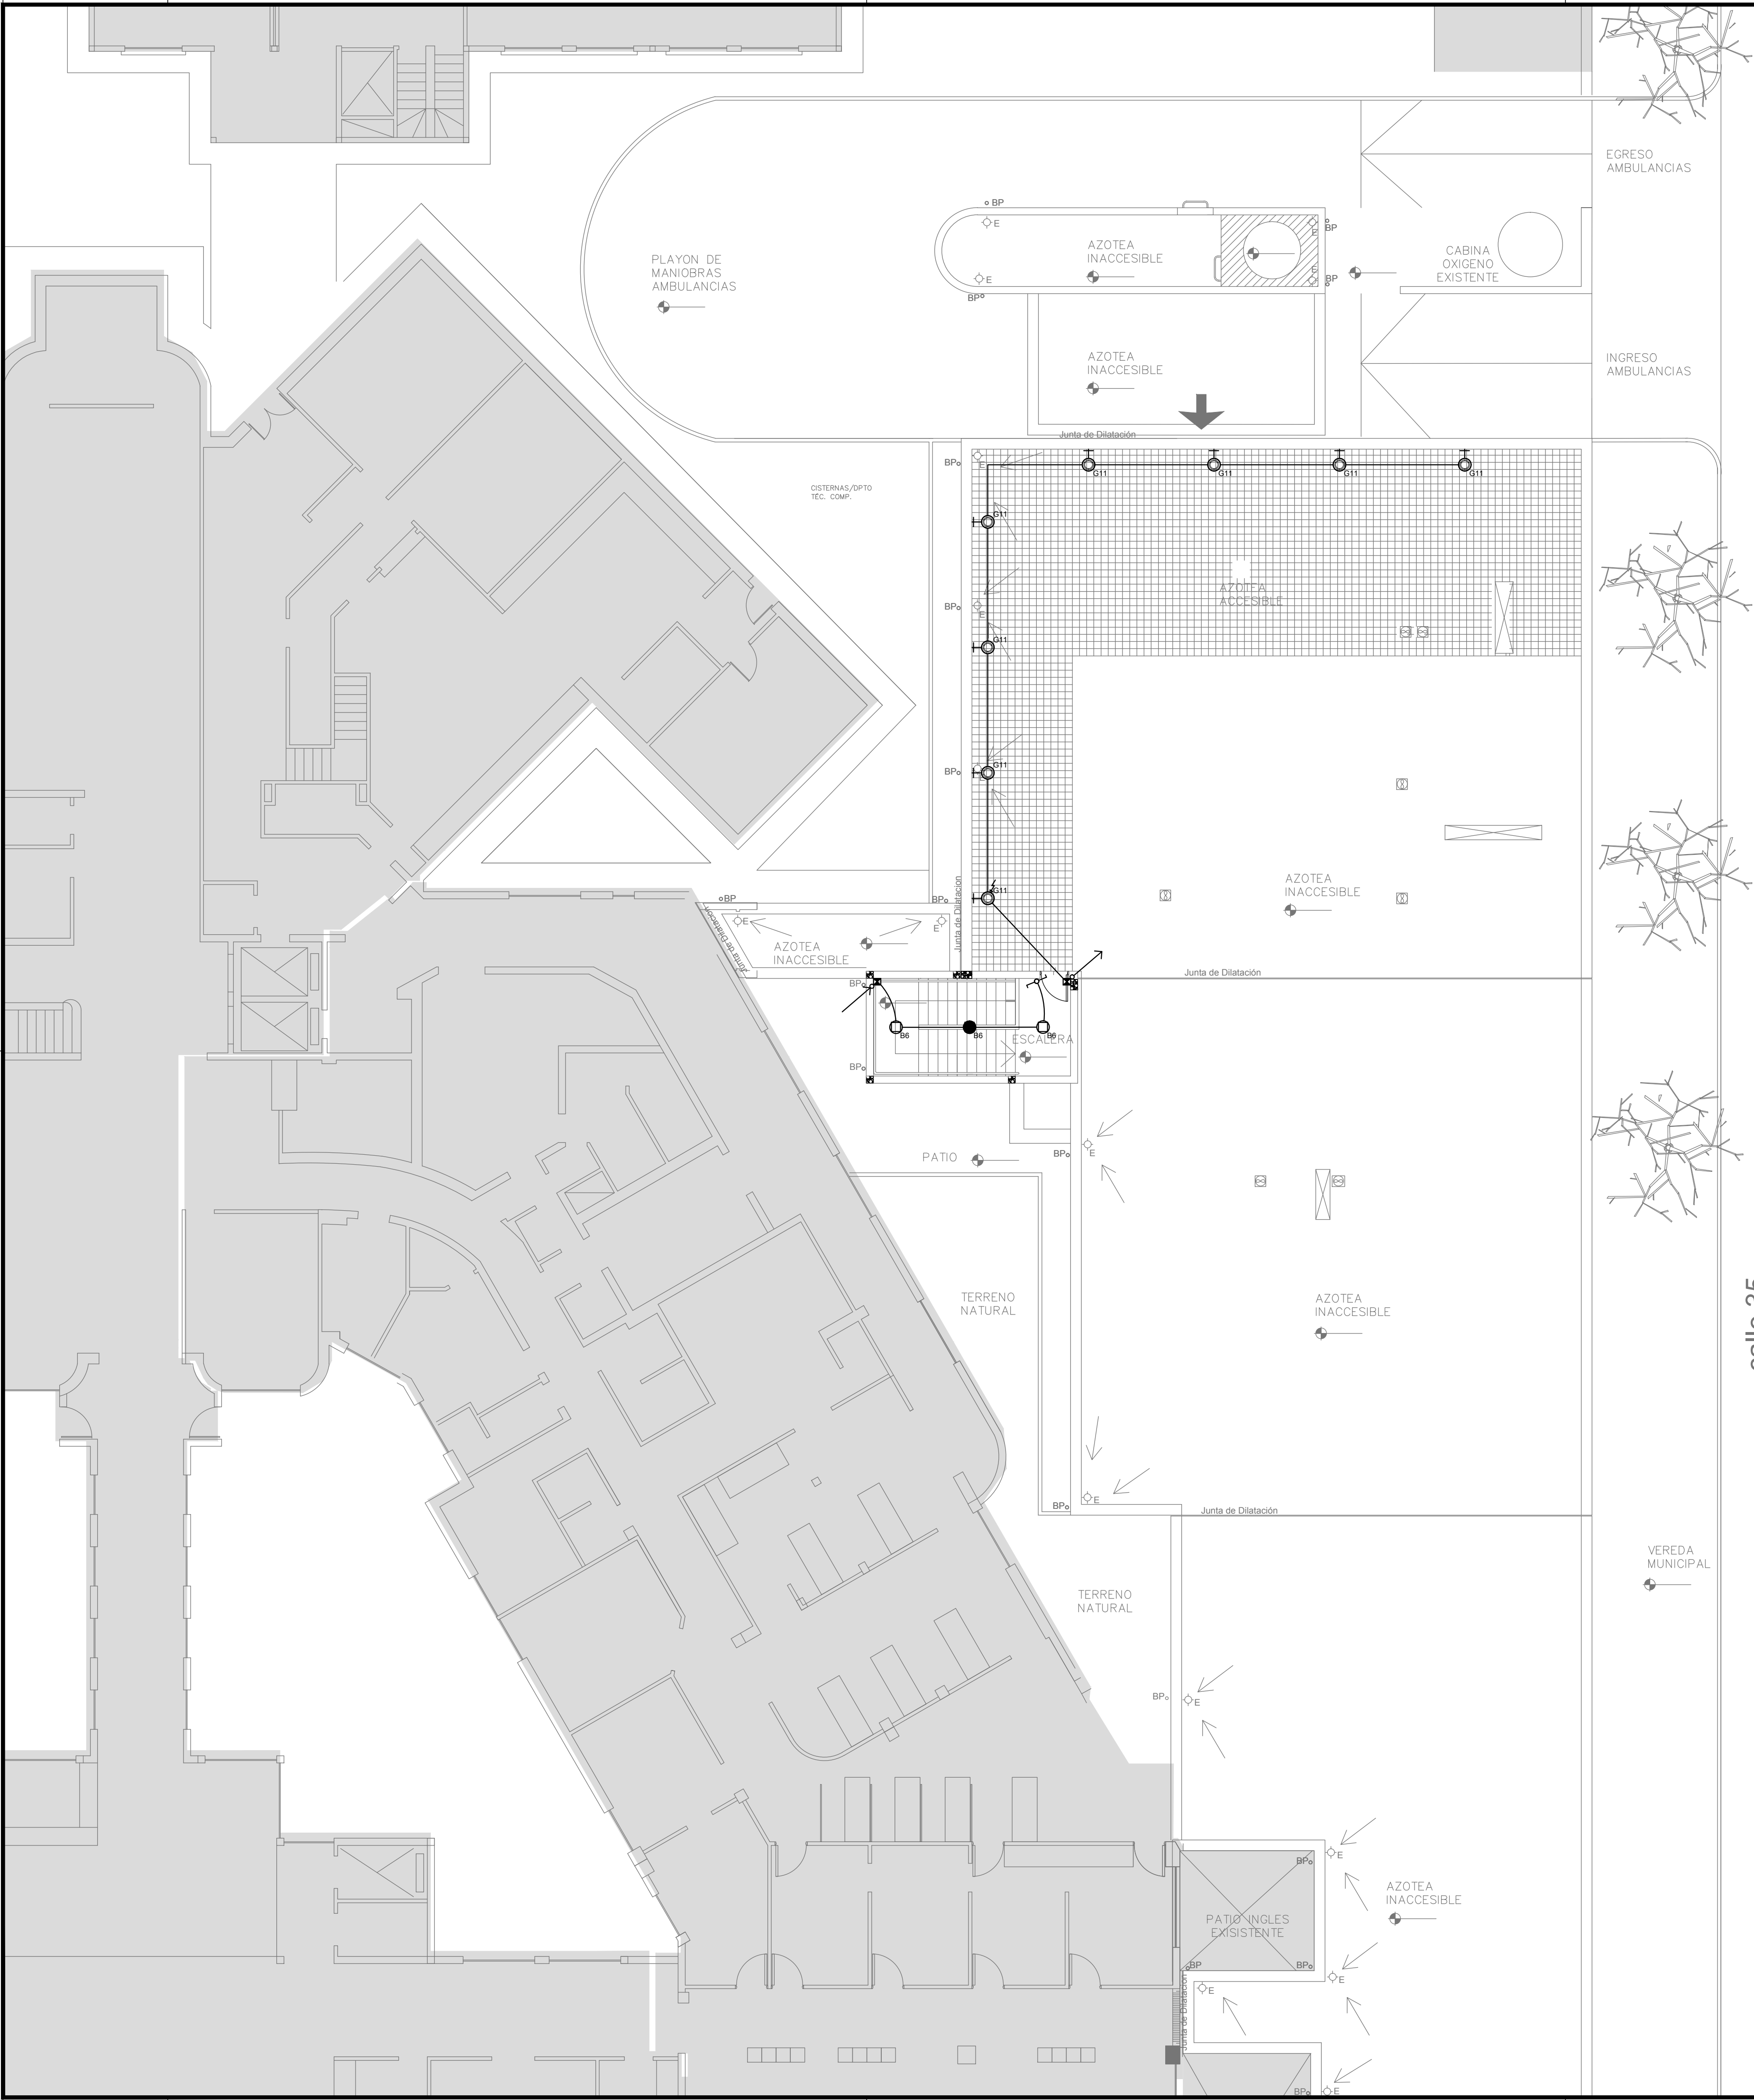 EGRESO
AMBULANCIAS
BP
E
E
BP
AZOTEA
INACCESIBLE
CABINA
OXIGENO
EXISTENTE
PLAYON DE
MANIOBRAS
AMBULANCIAS
E
E
BP
BP
AZOTEA
INACCESIBLE
INGRESO
AMBULANCIAS
Junta de Dilatación
BP
E
G11
G11
G11
G11
CISTERNAS/DPTO
TÉC. COMP.
G11
AZOTEA
ACCESIBLE
BP
E
G11
G11
BP
AZOTEA
INACCESIBLE
G11
BP
BP
E
E
Junta de Dilatacion
Junta de Dilatación
AZOTEA
INACCESIBLE
Junta de Dilatación
BP
B6
B6
B6
ESCALERA
BP
PATIO
BP
E
TERRENO
NATURAL
AZOTEA
INACCESIBLE
calle 25
BP
E
Junta de Dilatación
VEREDA
MUNICIPAL
TERRENO
NATURAL
BP
E
BP
E
AZOTEA
INACCESIBLE
PATIO INGLES
EXISISTENTE
BP
BP
E
E
Junta de Dilatación
BP
E